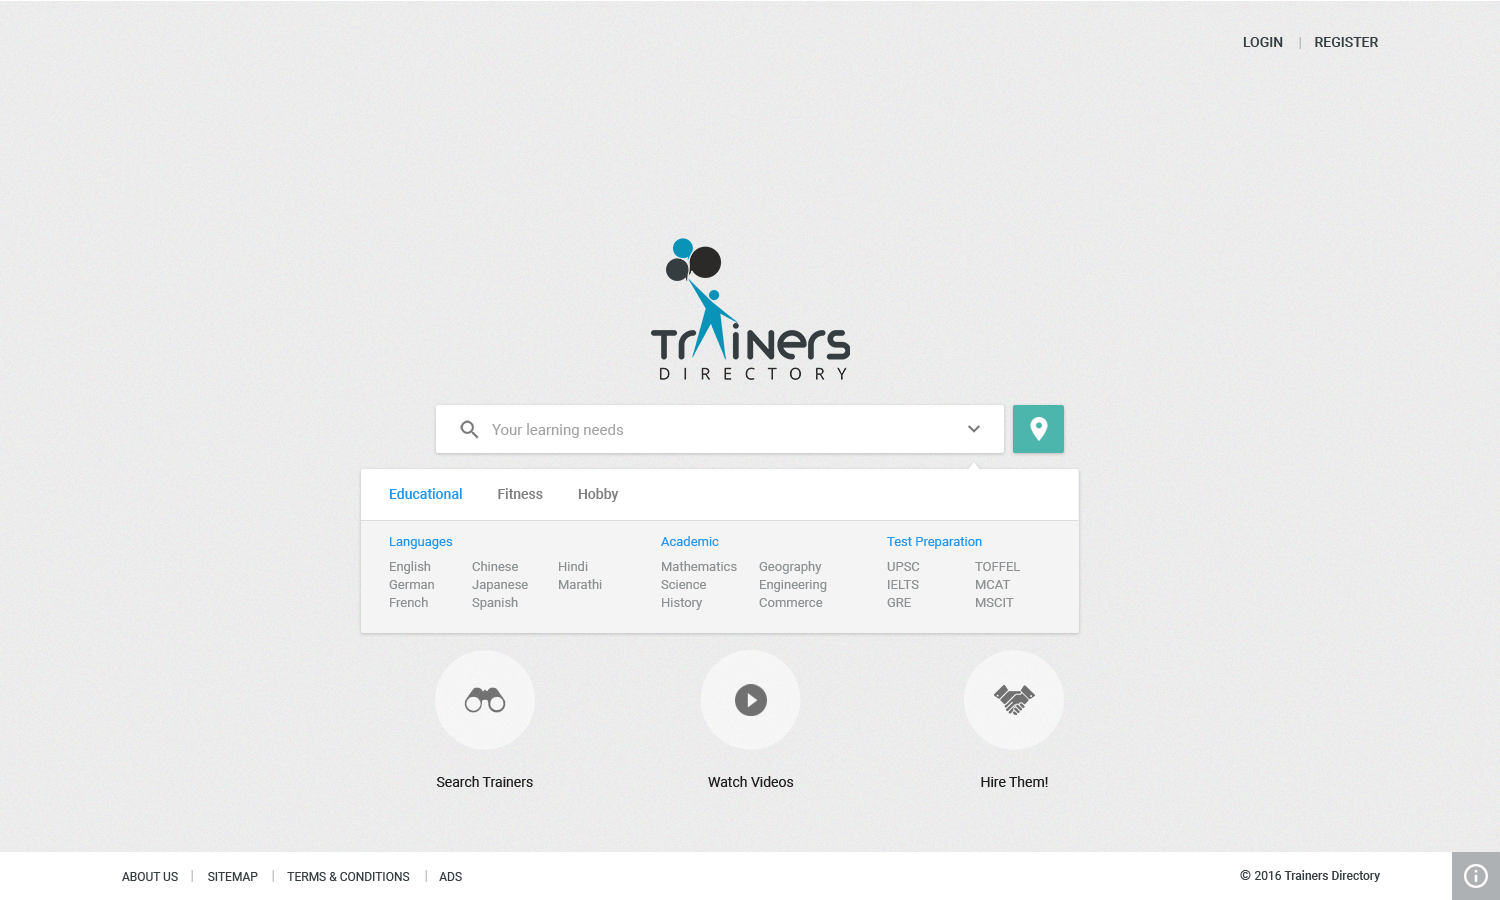 LOGIN | REGISTER
Trainers
DIRECTORY
Your learning needs
Educational Fitness Hobby
Languages Academic Test Preparation
English Chinese Hindi Mathematics Geography UPSC TOFFEL
German Japanese Marathi Science Engineering IELTS MCAT
French Spanish History Commerce GRE MSCIT
Search Trainers Watch Videos Hire Them!
ABOUT US | SITEMAP | TERMS & CONDITIONS | ADS © 2016 Trainers Directory